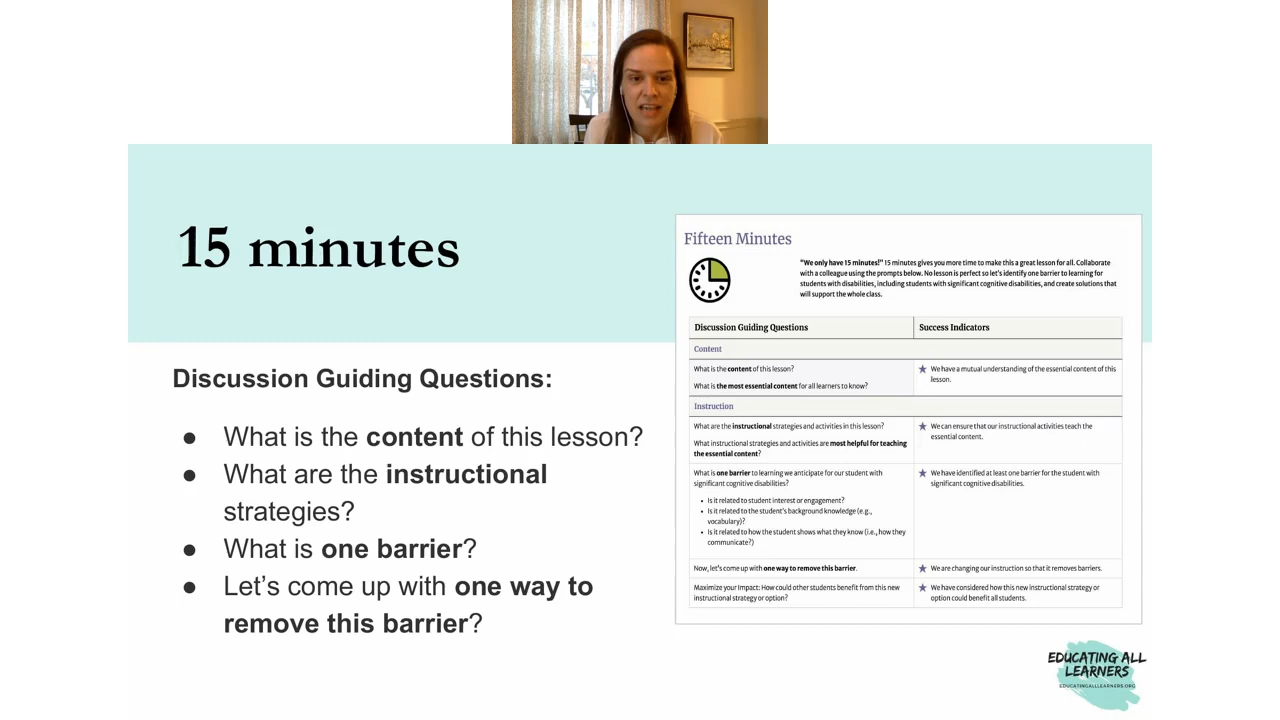 15 minutes
Discussion Guiding Questions:
● What is the content of this lesson?
● What are the instructional
strategies?
● What is one barrier?
● Let's come up with one way to
remove this barrier?
Fifteen Minutes
"We only have 15 minutes!" 15 minutes gives you more time to make this a great lesson for all. Collaborate
with a colleague using the prompts below. No lesson is perfect so let's identify one barrier to learning for
students with disabilities, including students with significant cognitive disabilities, and create solutions that
will support the whole class.
Discussion Guiding Questions
Success Indicators
Content
What is the content of this lesson?
What is the most essential content for all learners to know?
★ We have a mutual understanding of the essential content of this
lesson.
Instruction
What are the instructional strategies and activities in this lesson?
What instructional strategies and activities are most helpful for teaching
the essential content?
★ We can ensure that our instructional activities teach the
essential content.
What is one barrier to learning we anticipate for our student with
significant cognitive disabilities?
• Is it related to student interest or engagement?
• Is it related to the student's background knowledge (e.g.,
vocabulary)?
• Is it related to how the student shows what they know (i.e., how they
communicate?)
★ We have identified at least one barrier for the student with
significant cognitive disabilities.
Now, let's come up with one way to remove this barrier.
★ We are changing our instruction so that it removes barriers.
Maximize your Impact: How could other students benefit from this new
instructional strategy or option?
★ We have considered how this new instructional strategy or
option could benefit all students.
EDUCATING ALL
LEARNERS
EDUCATINGALLLEARNERS.ORG